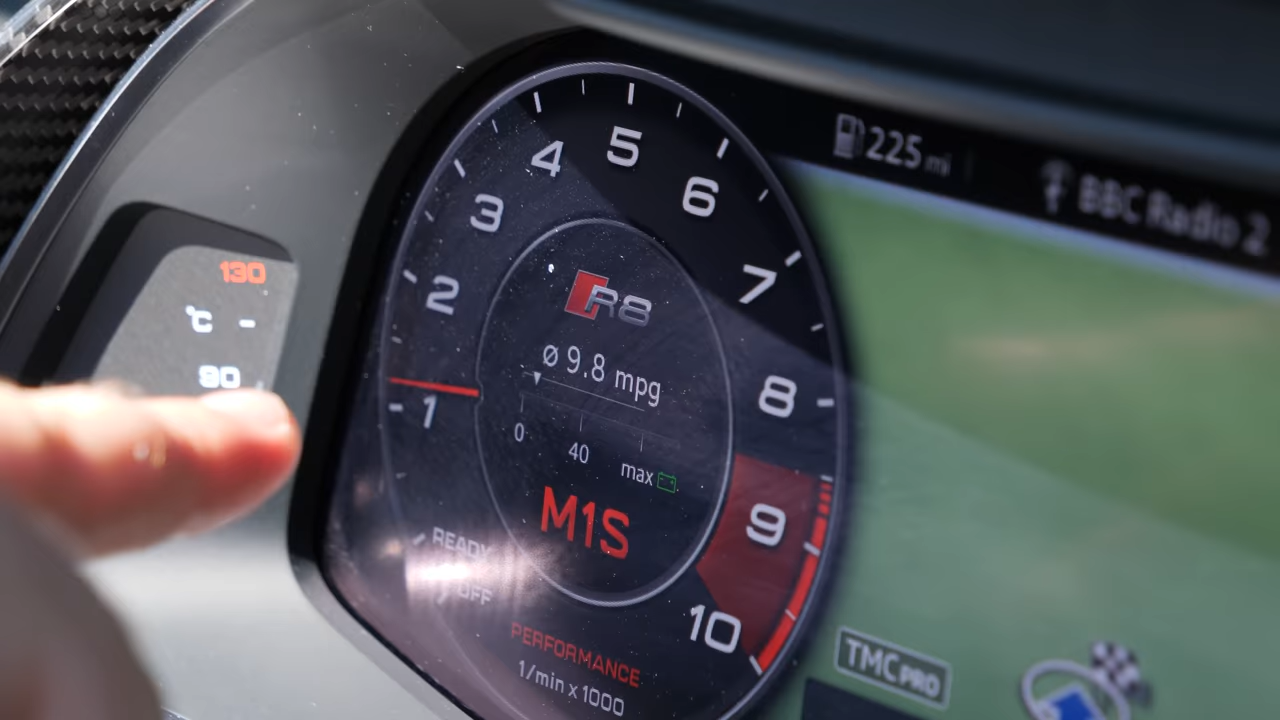 225 mi
BBC Radio 2
130
°C
90
1
2
3
4
5
6
7
8
9
10
R8
ø 9.8 mpg
0
40
max
M1S
READY
OFF
PERFORMANCE
1/min x 1000
TMC PRO